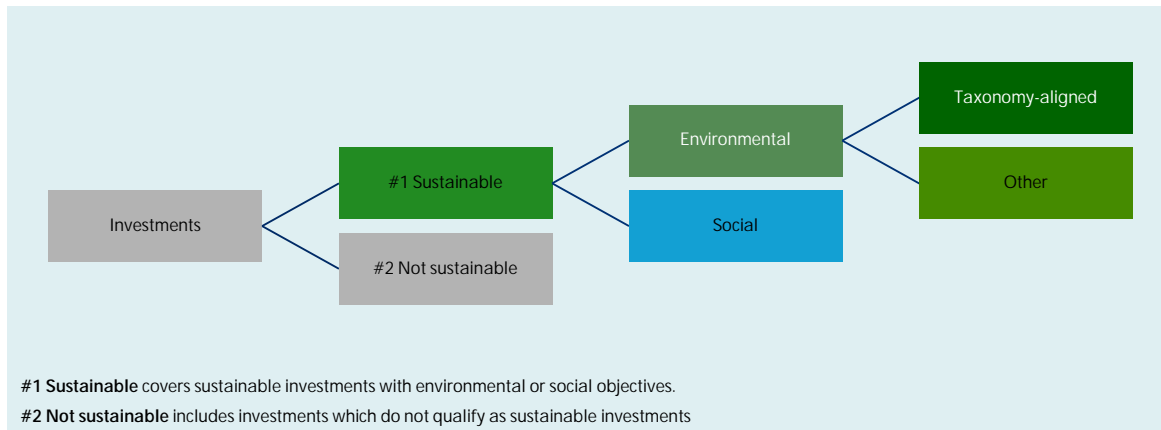 Taxonomy-aligned
Environmental
#1 Sustainable
Other
Investments
Social
#2 Not sustainable
#1 Sustainable covers sustainable investments with environmental or social objectives.
#2 Not sustainable includes investments which do not qualify as sustainable investments